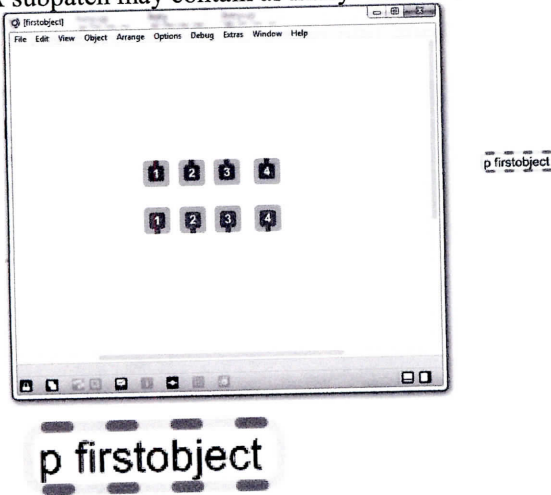 A subpatch may contain as many
[firstobject]
File Edit View Object Arrange Options Debug Extras Window Help
1 2 3 4
p firstobject
1 2 3 4
p firstobject